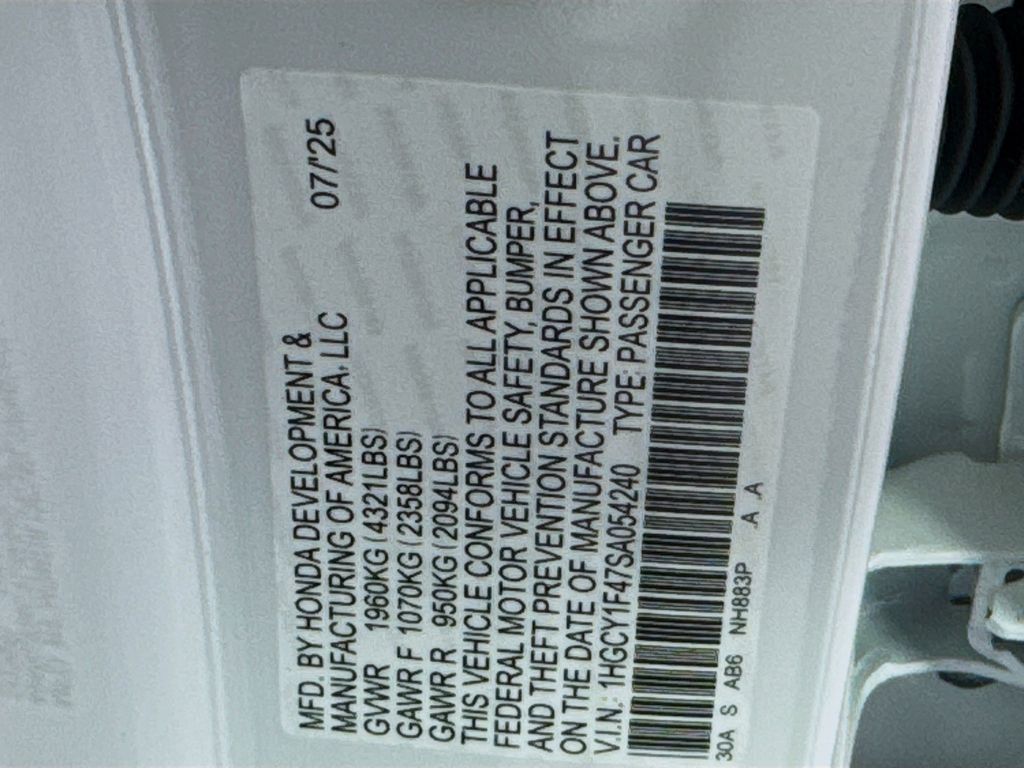 MFD. BY HONDA DEVELOPMENT &
MANUFACTURING OF AMERICA, LLC 07/'25
GVWR 1960KG (4321LBS)
GAWR F 1070KG (2358LBS)
GAWR R 950KG (2094LBS)
THIS VEHICLE CONFORMS TO ALL APPLICABLE
FEDERAL MOTOR VEHICLE SAFETY, BUMPER,
AND THEFT PREVENTION STANDARDS IN EFFECT
ON THE DATE OF MANUFACTURE SHOWN ABOVE.
V.I.N.: 1HGCY1F47SA054240 TYPE: PASSENGER CAR
30A S AB6 NH883P A A